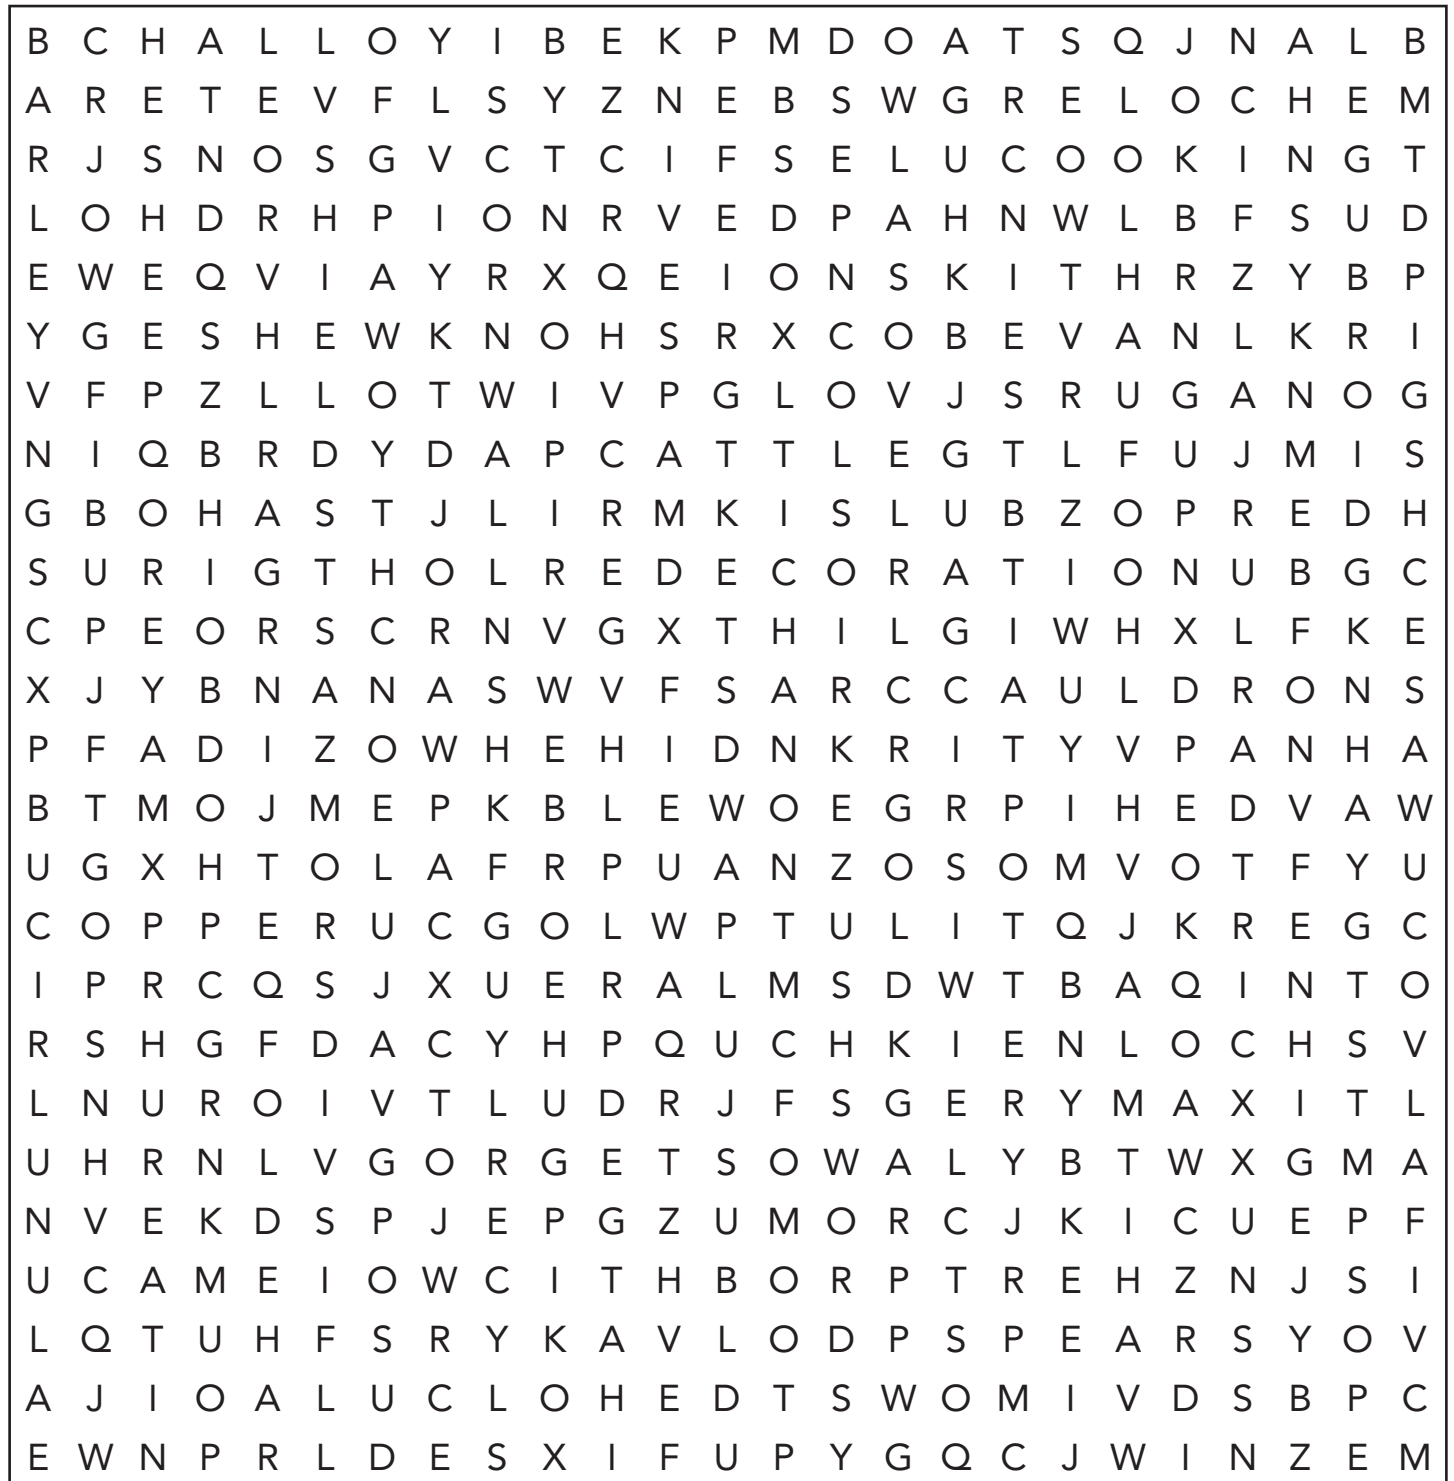 B C H A L L O Y I B E K P M D O A T S Q J N A L B
A R E T E V F L S Y Z N E B S W G R E L O C H E M
R J S N O S G V C T C I F S E L U C O O K I N G T
L O H D R H P I O N R V E D P A H N W L B F S U D
E W E Q V I A Y R X Q E I O N S K I T H R Z Y B P
Y G E S H E W K N O H S R X C O B E V A N L K R I
V F P Z L L O T W I V P G L O V J S R U G A N O G
N I Q B R D Y D A P C A T T L E G T L F U J M I S
G B O H A S T J L I R M K I S L U B Z O P R E D H
S U R I G T H O L R E D E C O R A T I O N U B G C
C P E O R S C R N V G X T H I L G I W H X L F K E
X J Y B N A N A S W V F S A R C C A U L D R O N S
P F A D I Z O W H E H I D N K R I T Y V P A N H A
B T M O J M E P K B L E W O E G R P I H E D V A W
U G X H T O L A F R P U A N Z O S O M V O T F Y U
C O P P E R U C G O L W P T U L I T Q J K R E G C
I P R C Q S J X U E R A L M S D W T B A Q I N T O
R S H G F D A C Y H P Q U C H K I E N L O C H S V
L N U R O I V T L U D R J F S G E R Y M A X I T L
U H R N L V G O R G E T S O W A L Y B T W X G M A
N V E K D S P J E P G Z U M O R C J K I C U E P F
U C A M E I O W C I T H B O R P T R E H Z N J S I
L Q T U H F S R Y K A V L O D P S P E A R S Y O V
A J I O A L U C L O H E D T S W O M I V D S B P C
E W N P R L D E S X I F U P Y G Q C J W I N Z E M